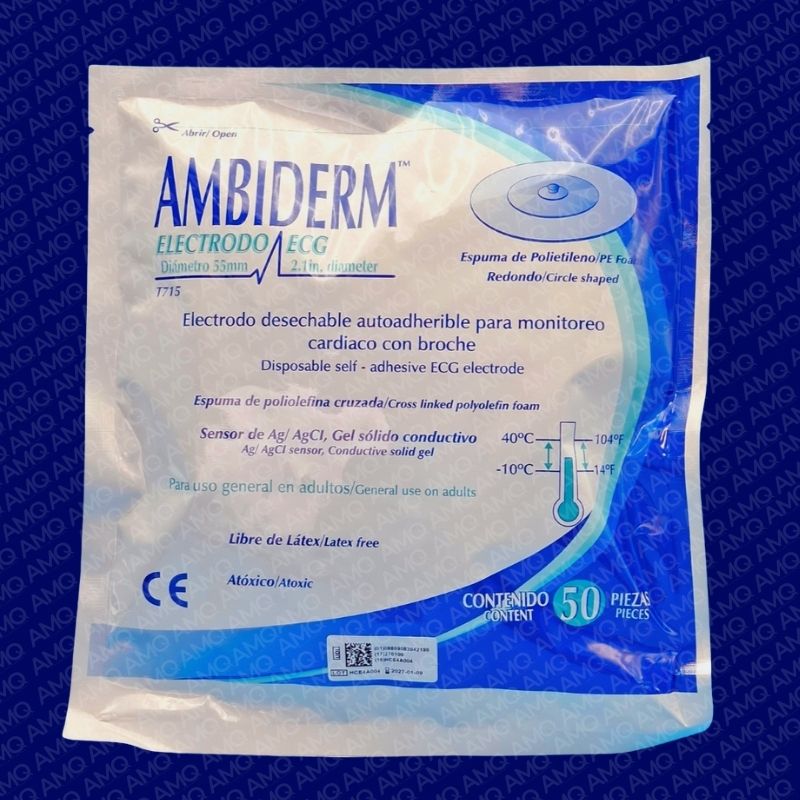 Abrir/ Open
AMBIDERM™
ELECTRODO ECG
Diámetro 55mm 2.1in. diameter
T715
Espuma de Polietileno/PE Foam
Redondo/Circle shaped
Electrodo desechable autoadherible para monitoreo
cardiaco con broche
Disposable self - adhesive ECG electrode
Espuma de poliolefina cruzada/Cross linked polyolefin foam
Sensor de Ag/ AgCl, Gel sólido conductivo
Ag/ AgCl sensor, Conductive solid gel
40ºC 104ºF
-10ºC 14ºF
Para uso general en adultos/General use on adults
Libre de Látex/Latex free
Atóxico/Atoxic
CE
CONTENIDO 50 PIEZAS
CONTENT PIECES
LOT HCE4A004 2027-01-09
AMQ